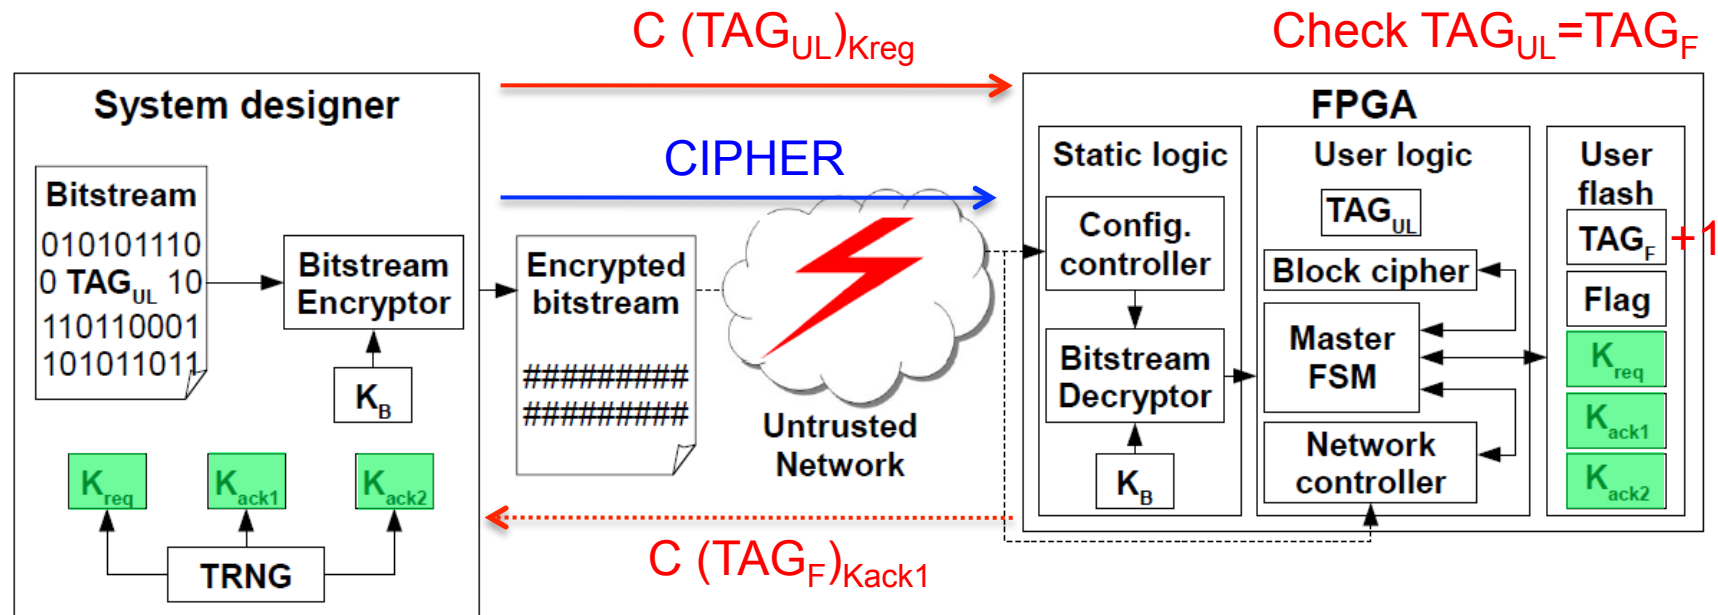 C (TAG_UL)_Kreg
Check TAG_UL=TAG_F
System designer
Bitstream
010101110
0 TAG_UL 10
110110001
101011011
Bitstream
Encryptor
K_B
K_req
K_ack1
K_ack2
TRNG
CIPHER
Encrypted
bitstream
#########
#########
Untrusted
Network
C (TAG_F)_Kack1
FPGA
Static logic
Config.
controller
Bitstream
Decryptor
K_B
User logic
TAG_UL
Block cipher
Master
FSM
Network
controller
User
flash
TAG_F +1
Flag
K_req
K_ack1
K_ack2